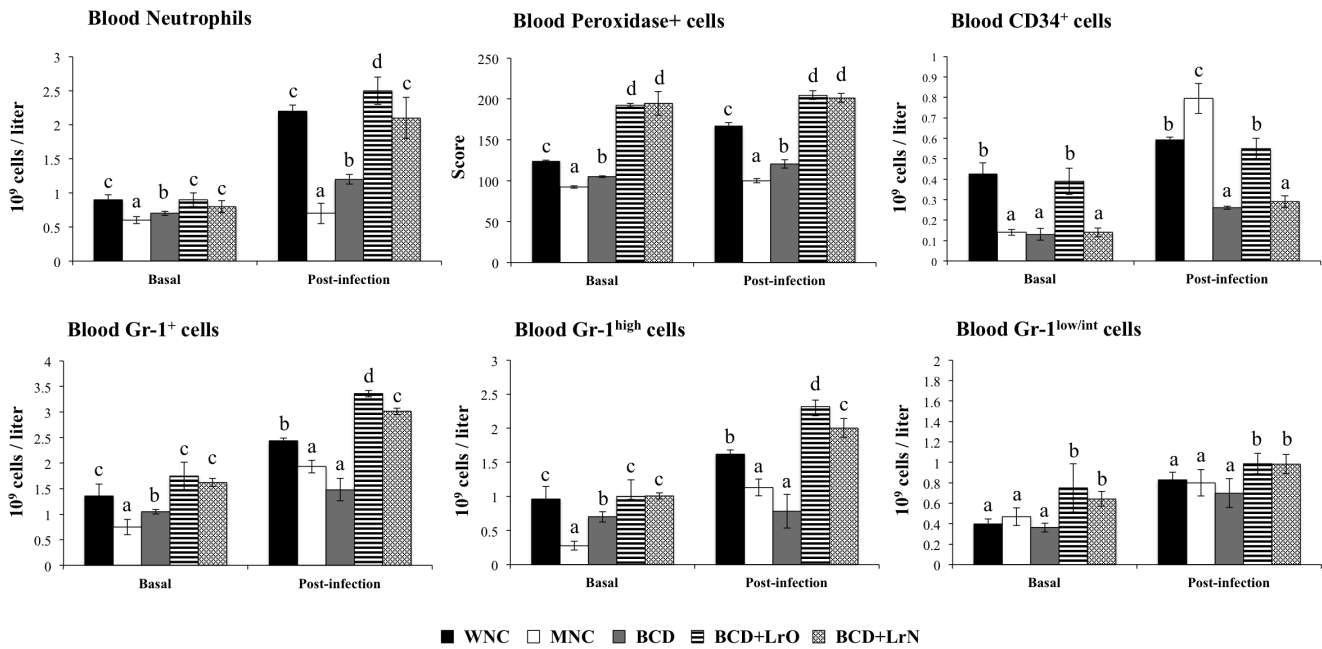 Blood Neutrophils
10⁹ cells / liter
3
2.5
2
1.5
1
0.5
0
c
a
b
c
c
c
a
b
d
c
Basal
Post-infection
Blood Peroxidase+ cells
Score
250
200
150
100
50
0
c
a
b
d
d
c
a
b
d
d
Basal
Post-infection
Blood CD34⁺ cells
10⁹ cells / liter
1
0.9
0.8
0.7
0.6
0.5
0.4
0.3
0.2
0.1
0
b
a
a
b
a
b
c
a
b
a
Basal
Post-infection
Blood Gr-1⁺ cells
10⁹ cells / liter
4
3.5
3
2.5
2
1.5
1
0.5
0
c
a
b
c
c
b
a
a
d
c
Basal
Post-infection
Blood Gr-1ʰⁱᵍʰ cells
10⁹ cells / liter
3
2.5
2
1.5
1
0.5
0
c
a
b
c
c
b
a
a
d
c
Basal
Post-infection
Blood Gr-1ˡᵒʷ/ⁱⁿᵗ cells
10⁹ cells / liter
2
1.8
1.6
1.4
1.2
1
0.8
0.6
0.4
0.2
0
a
a
a
b
b
a
a
a
b
b
Basal
Post-infection
WNC MNC BCD BCD+LrO BCD+LrN